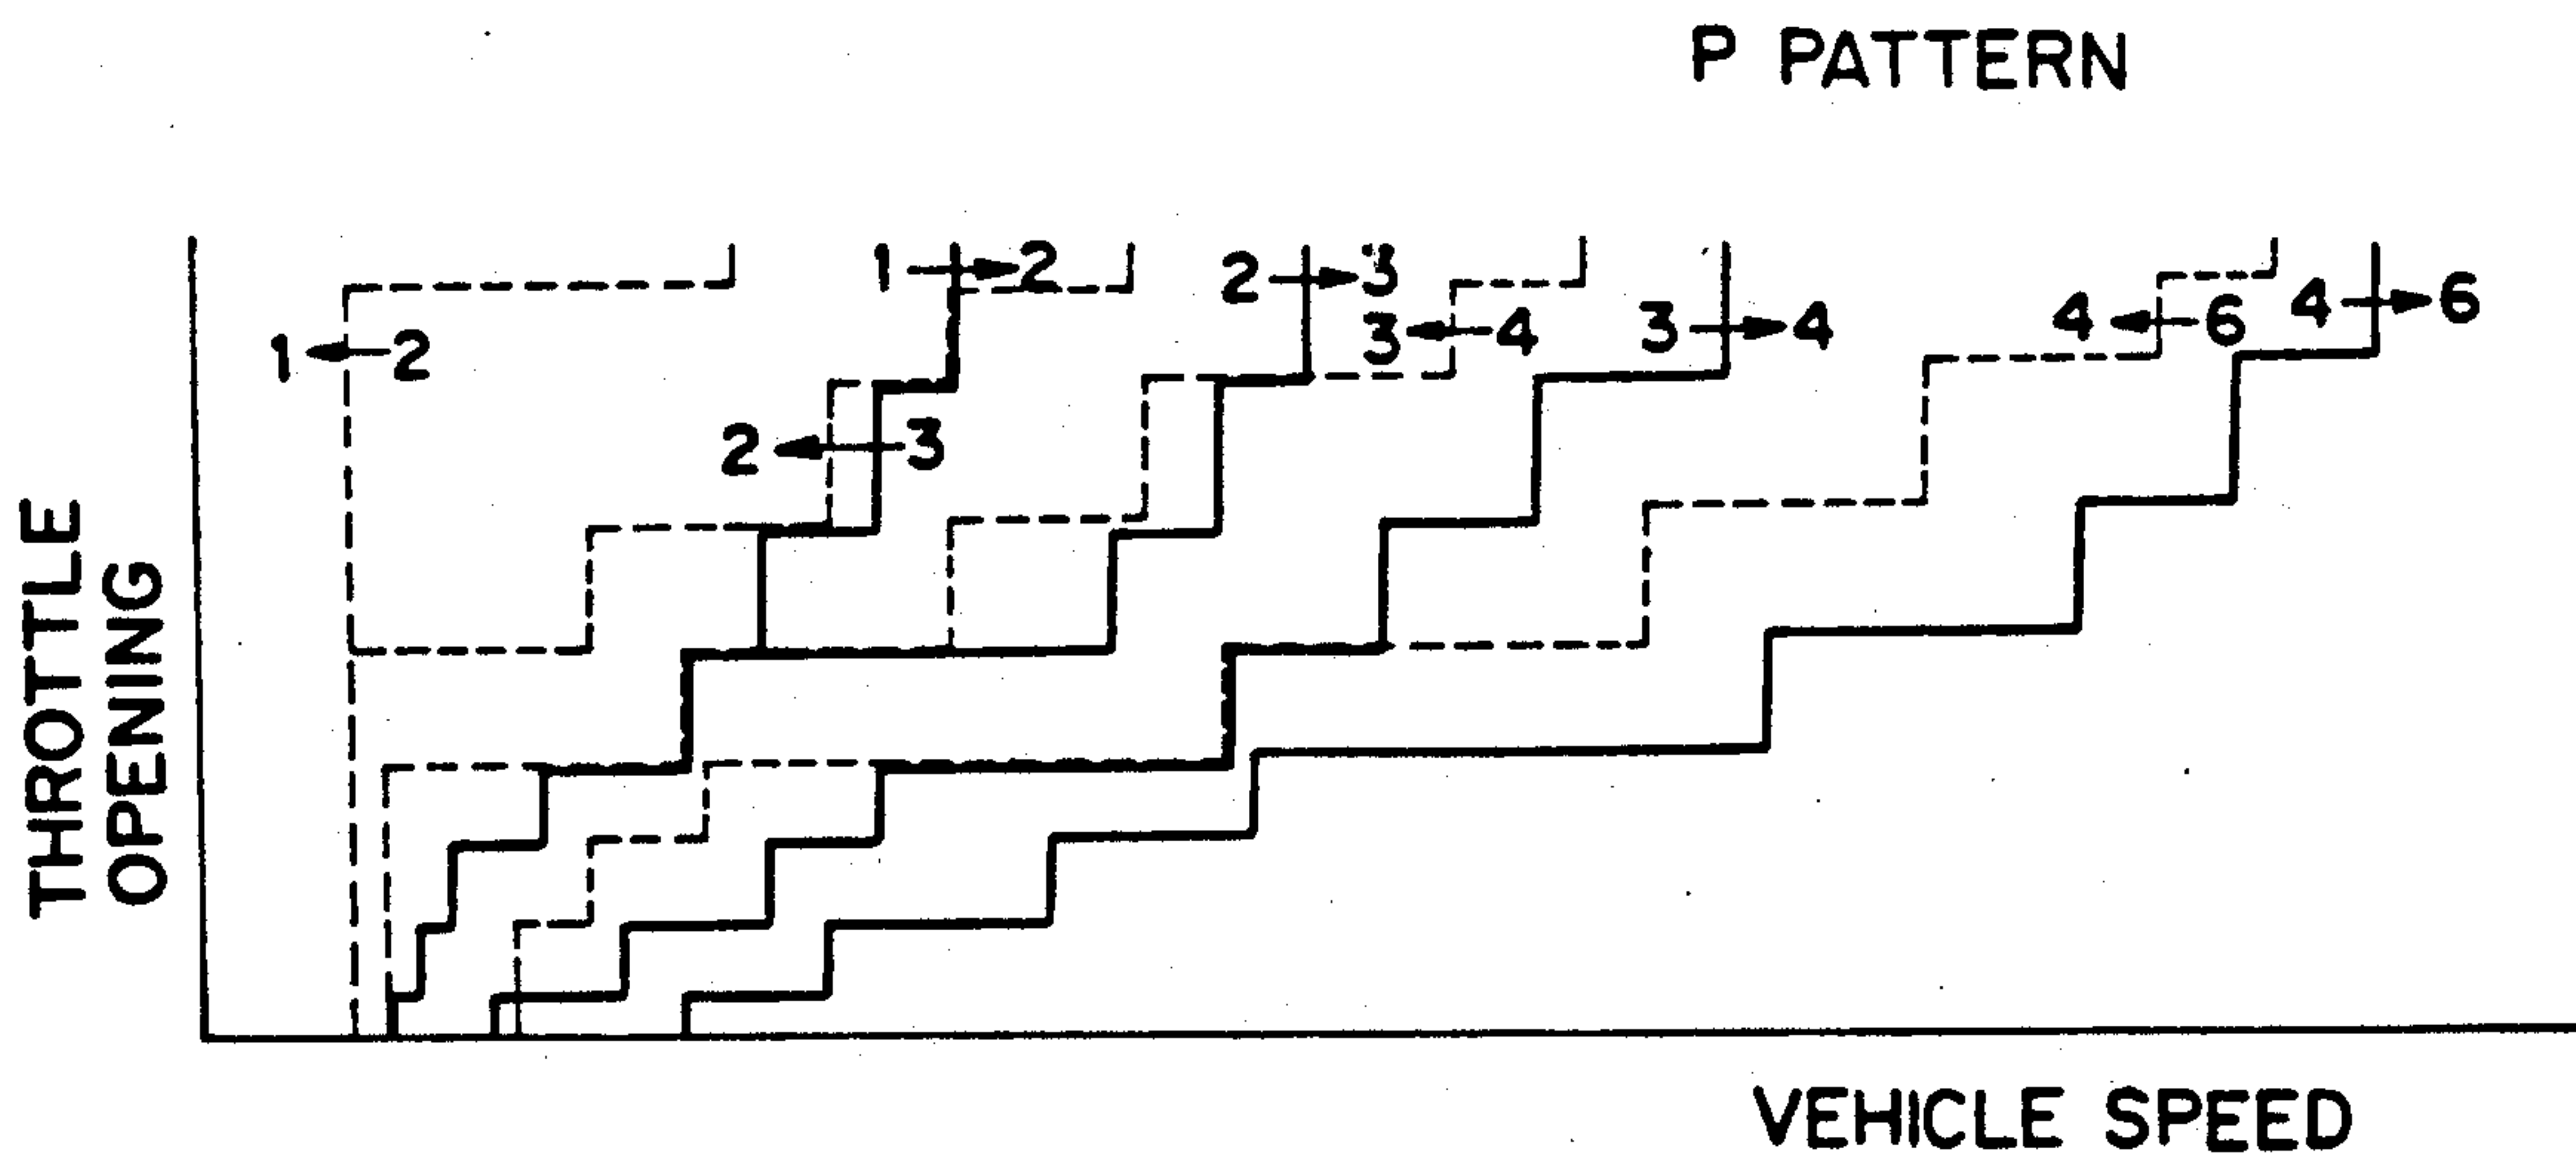 P PATTERN
1→2
2→3
1←2
3←4
3→4
4←6
4→6
2←3
THROTTLE
OPENING
VEHICLE SPEED